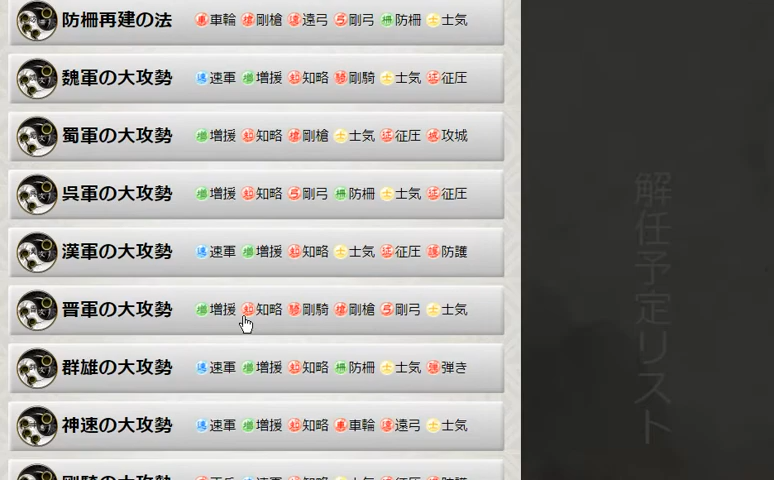 防柵再建の法 車輪 剛槍 遠弓 剛弓 防柵 士気
魏軍の大攻勢 速軍 増援 知略 剛騎 士気 征圧
蜀軍の大攻勢 増援 知略 剛槍 士気 征圧 攻城
呉軍の大攻勢 増援 知略 剛弓 防柵 士気 征圧
漢軍の大攻勢 速軍 増援 知略 士気 征圧 防護
晋軍の大攻勢 増援 知略 剛騎 剛槍 剛弓 士気
群雄の大攻勢 速軍 増援 知略 防柵 士気 弾き
神速の大攻勢 速軍 増援 知略 車輪 遠弓 士気
解任予定リスト